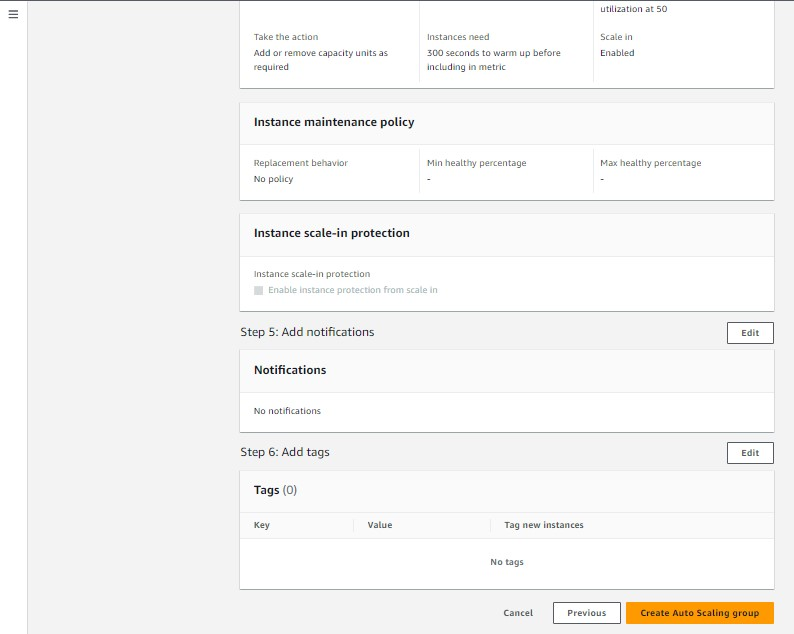 utilization at 50
Take the action
Instances need
Scale in
Add or remove capacity units as
required
300 seconds to warm up before
including in metric
Enabled
Instance maintenance policy
Replacement behavior
Min healthy percentage
Max healthy percentage
No policy
-
-
Instance scale-in protection
Instance scale-in protection
Enable instance protection from scale in
Step 5: Add notifications
Edit
Notifications
No notifications
Step 6: Add tags
Edit
Tags (0)
Key
Value
Tag new instances
No tags
Cancel
Previous
Create Auto Scaling group